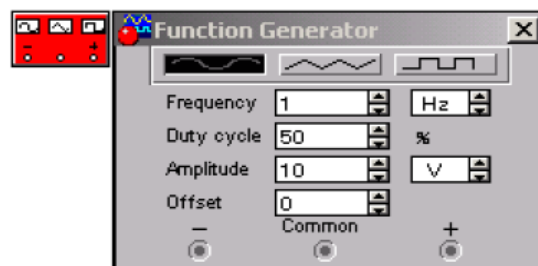 Function Generator
Frequency 1 Hz
Duty cycle 50 %
Amplitude 10 V
Offset 0
− Common +
− +